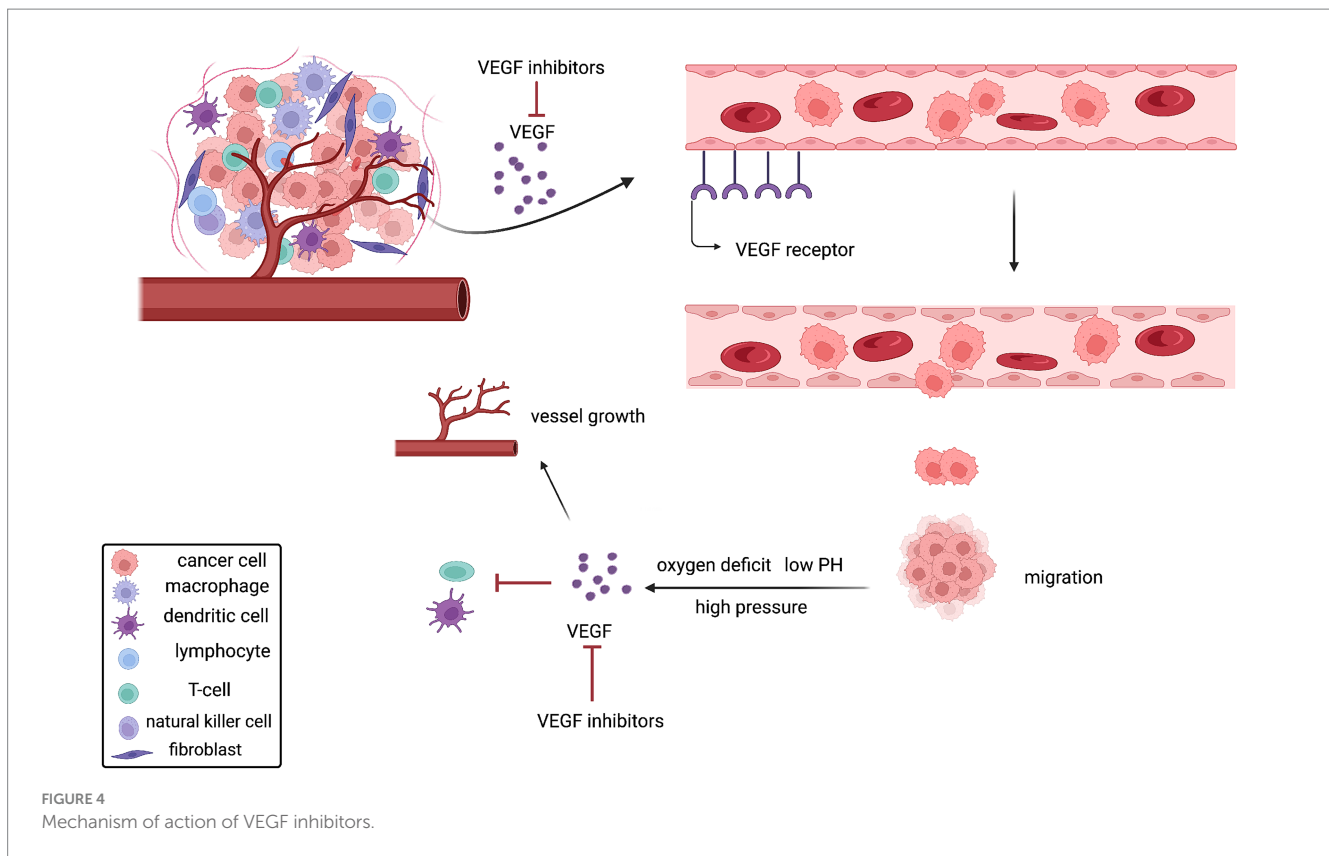 VEGF inhibitors
VEGF
VEGF receptor
vessel growth
oxygen deficit low PH
high pressure
migration
VEGF
VEGF inhibitors
cancer cell
macrophage
dendritic cell
lymphocyte
T-cell
natural killer cell
fibroblast
FIGURE 4
Mechanism of action of VEGF inhibitors.